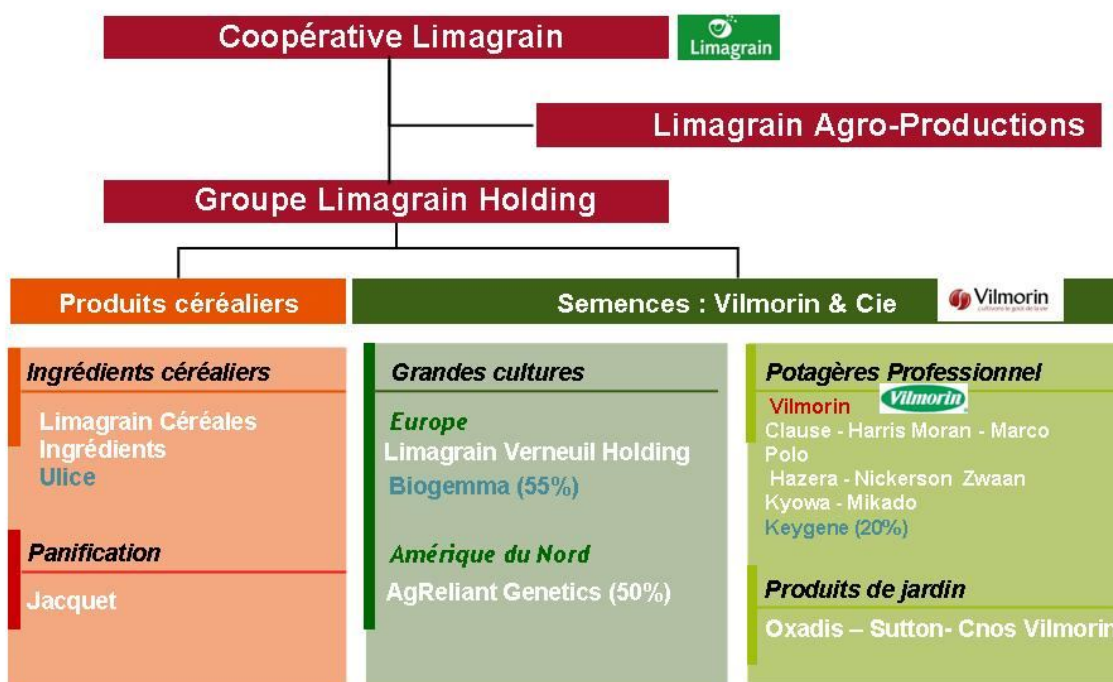 Coopérative Limagrain
Limagrain
Limagrain Agro-Productions
Groupe Limagrain Holding
Produits céréaliers
Semences : Vilmorin & Cie
Vilmorin
Ingrédients céréaliers
Limagrain Céréales
Ingrédients
Ulice
Panification
Jacquet
Grandes cultures
Europe
Limagrain Verneuil Holding
Biogemma (55%)
Amérique du Nord
AgReliant Genetics (50%)
Potagères Professionnel
Vilmorin
Vilmorin
Clause - Harris Moran - Marco
Polo
Hazera - Nickerson Zwaan
Kyowa - Mikado
Keygene (20%)
Produits de jardin
Oxadis – Sutton- Cnos Vilmorin